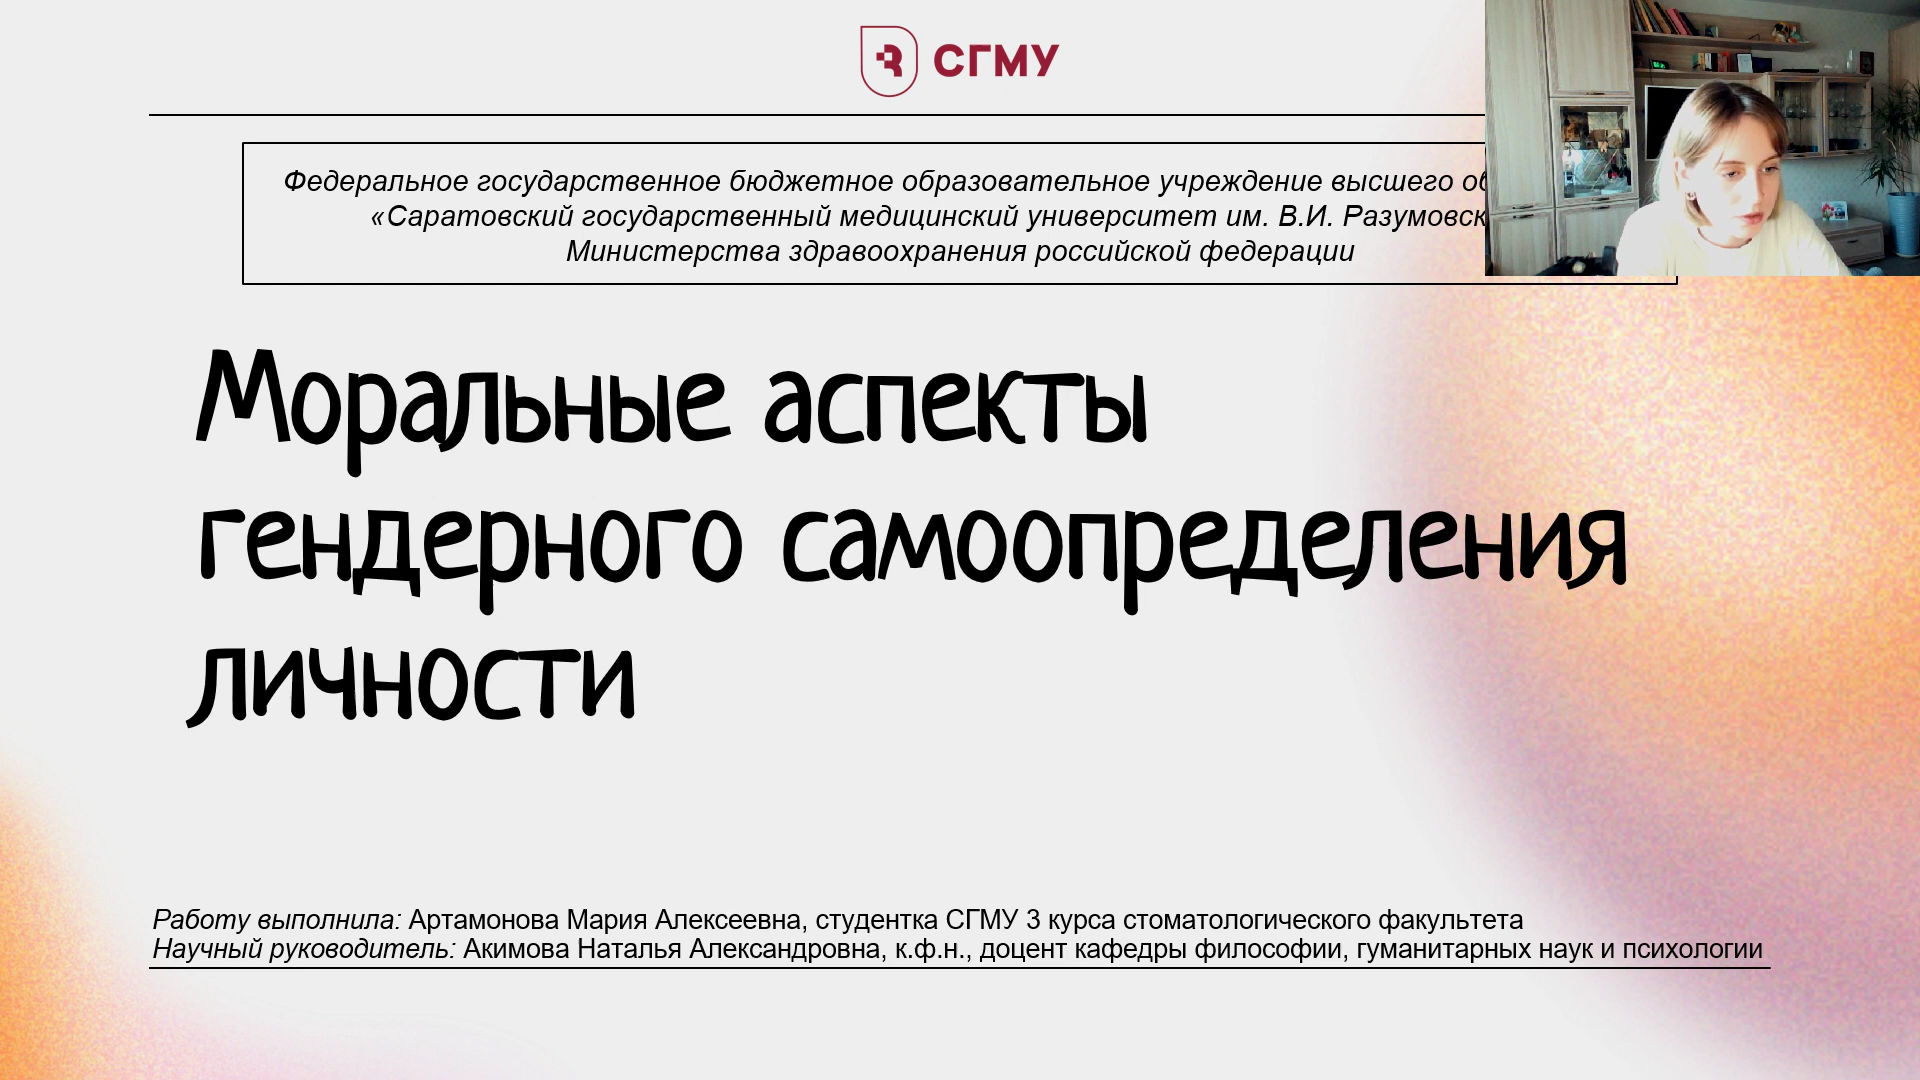 СГМУ
Федеральное государственное бюджетное образовательное учреждение высшего
«Саратовский государственный медицинский университет им. В.И.
Министерства здравоохранения российской федерации
Моральные аспекты
гендерного самоопределения
личности
Работу выполнила: Артамонова Мария Алексеевна, студентка СГМУ 3 курса стоматологического факультета
Научный руководитель: Акимова Наталья Александровна, к.ф.н., доцент кафедры философии, гуманитарных наук и психологии